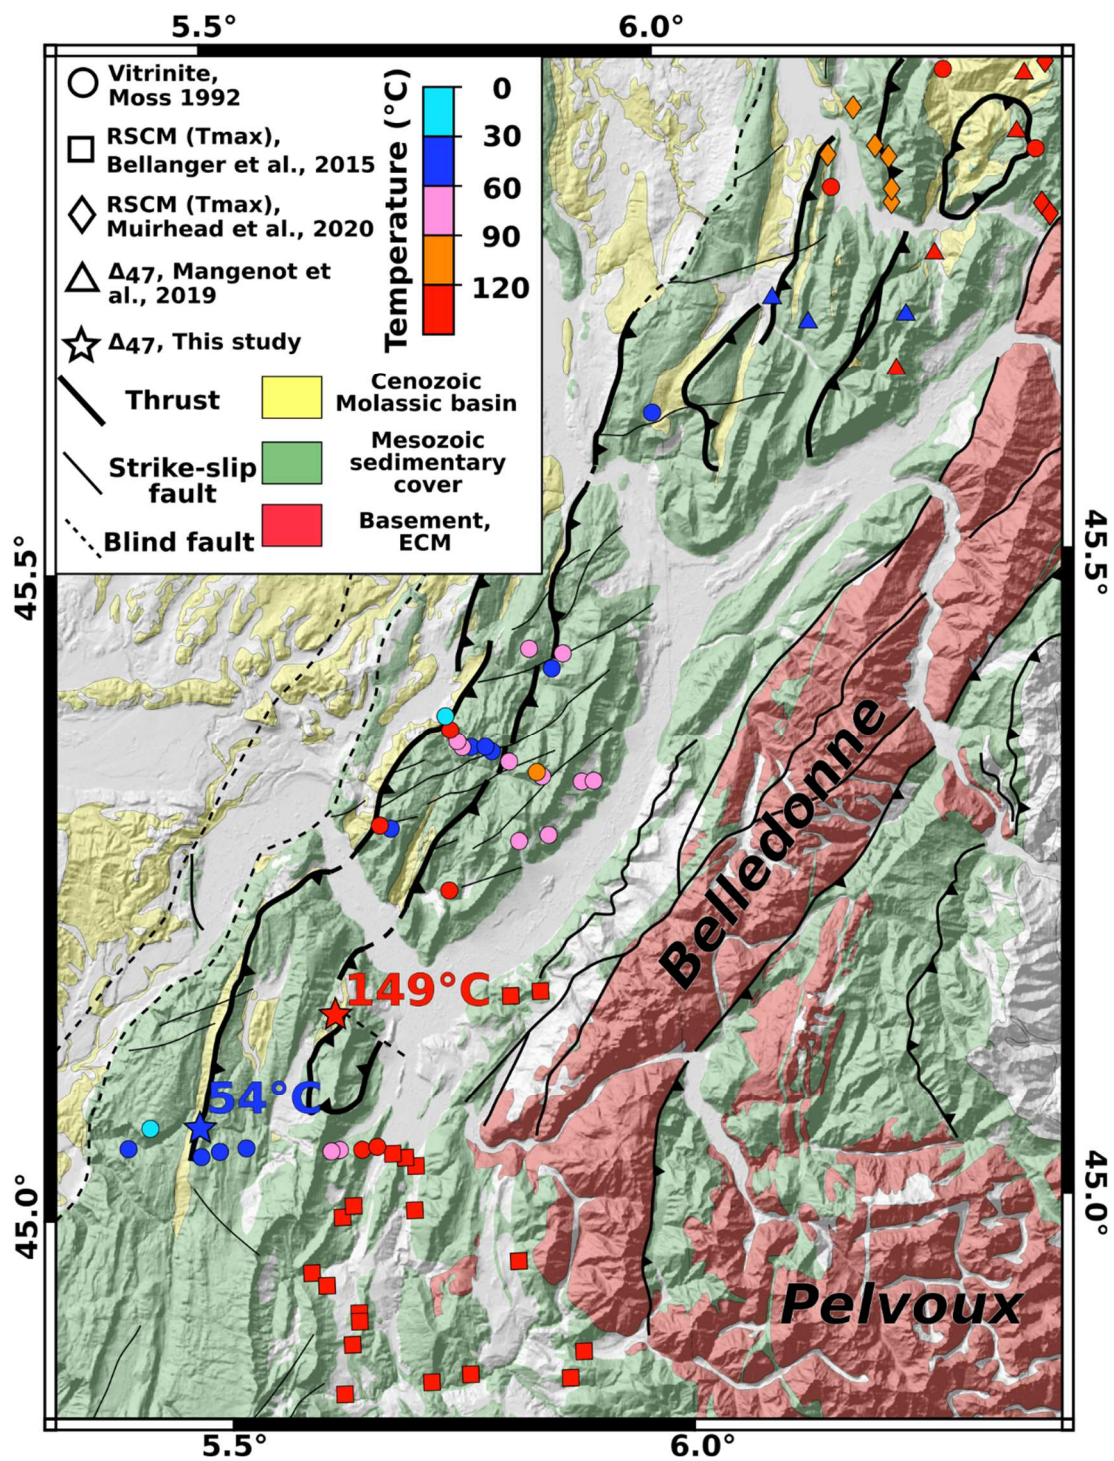 5.5°
6.0°
Vitrinite,
Moss 1992
RSCM (Tmax),
Bellanger et al., 2015
RSCM (Tmax),
Muirhead et al., 2020
Δ47, Mangenot et
al., 2019
Δ47, This study
Thrust
Strike-slip
fault
Blind fault
Temperature (°C)
0
30
60
90
120
Cenozoic
Molassic basin
Mesozoic
sedimentary
cover
Basement,
ECM
45.5°
45.5°
Belledonne
149°C
54°C
45.0°
45.0°
Pelvoux
5.5°
6.0°